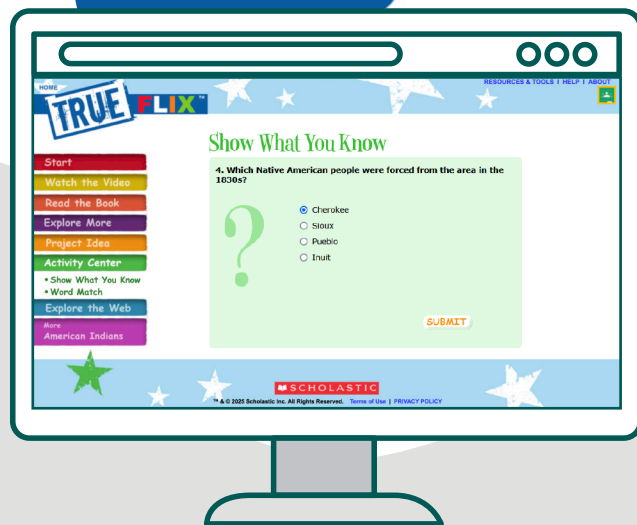 HOME
RESOURCES & TOOLS | HELP | ABOUT
TRUE FLIX™
Show What You Know
Start
Watch the Video
Read the Book
Explore More
Project Idea
Activity Center
• Show What You Know
• Word Match
Explore the Web
More
American Indians
4. Which Native American people were forced from the area in the
1830s?
?
Cherokee
Sioux
Pueblo
Inuit
SUBMIT
SCHOLASTIC
™ & © 2025 Scholastic Inc. All Rights Reserved. Terms of Use | PRIVACY POLICY